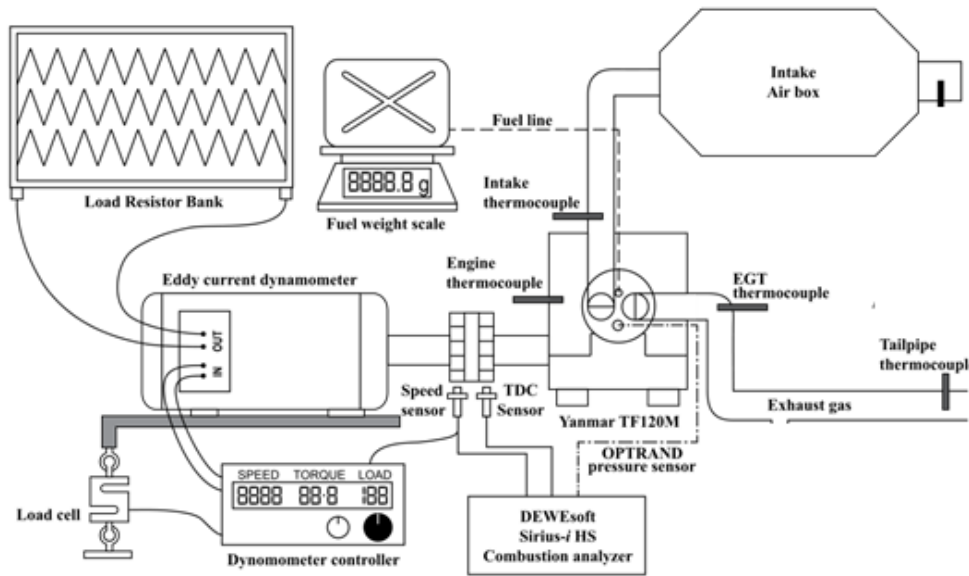 Intake
Air box
Fuel line
8888.8 g
Load Resistor Bank
Fuel weight scale
Intake
thermocouple
Eddy current dynamometer
Engine
thermocouple
EGT
thermocouple
OUT
IN
Tailpipe
thermocouple
Speed
sensor
TDC
Sensor
Yanmar TF120M
Exhaust gas
OPTRAND
pressure sensor
SPEED TORQUE LOAD
8888 88.8 188
Load cell
Dynomometer controller
DEWEsoft
Sirius-i HS
Combustion analyzer